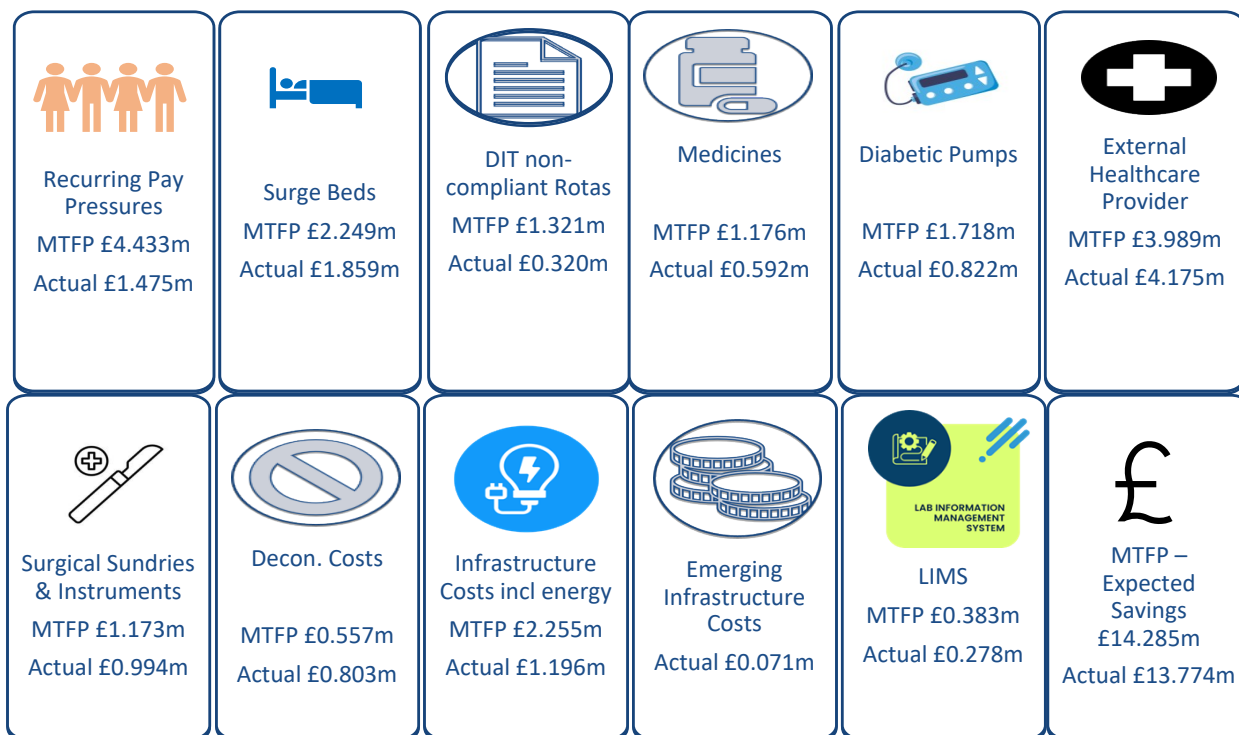 Recurring Pay
Pressures
MTFP £4.433m
Actual £1.475m
Surge Beds
MTFP £2.249m
Actual £1.859m
DIT non-
compliant Rotas
MTFP £1.321m
Actual £0.320m
Medicines
MTFP £1.176m
Actual £0.592m
Diabetic Pumps
MTFP £1.718m
Actual £0.822m
External
Healthcare
Provider
MTFP £3.989m
Actual £4.175m
Surgical Sundries
& Instruments
MTFP £1.173m
Actual £0.994m
Decon. Costs
MTFP £0.557m
Actual £0.803m
Infrastructure
Costs incl energy
MTFP £2.255m
Actual £1.196m
Emerging
Infrastructure
Costs
Actual £0.071m
LAB INFORMATION
MANAGEMENT
SYSTEM
LIMS
MTFP £0.383m
Actual £0.278m
£
MTFP –
Expected
Savings
£14.285m
Actual £13.774m